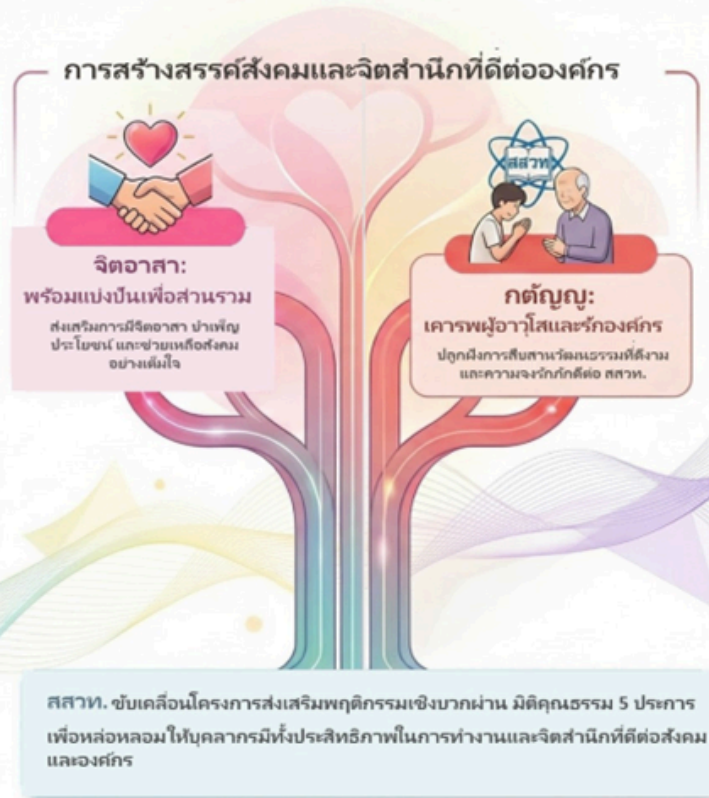 การสร้างสรรค์สังคมและจิตสำนึกที่ดีต่อองค์กร
จิตอาสา:
พร้อมแบ่งปันเพื่อส่วนรวม
ส่งเสริมการมีจิตอาสา บำเพ็ญ
ประโยชน์ และช่วยเหลือสังคม
อย่างเต็มใจ
สสวท
กตัญญู:
เคารพผู้อาวุโสและรักองค์กร
ปลูกฝังการสืบสานวัฒนธรรมที่ดีงาม
และความจงรักภักดีต่อ สสวท.
สสวท. ขับเคลื่อนโครงการส่งเสริมพฤติกรรมเชิงบวกผ่าน มิติคุณธรรม 5 ประการ
เพื่อหล่อหลอมให้บุคลากรมีทั้งประสิทธิภาพในการทำงานและจิตสำนึกที่ดีต่อสังคม
และองค์กร